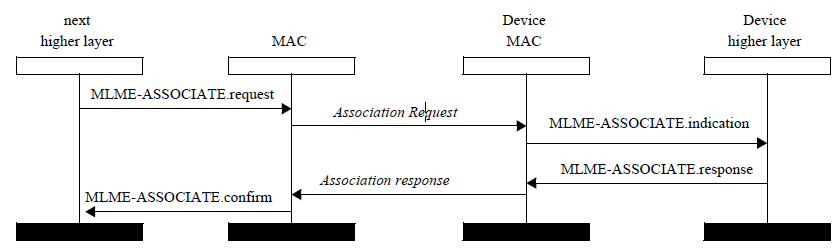 next
higher layer
MAC
Device
MAC
Device
higher layer
MLME-ASSOCIATE.request
Association Request
MLME-ASSOCIATE.indication
MLME-ASSOCIATE.response
Association response
MLME-ASSOCIATE.confirm